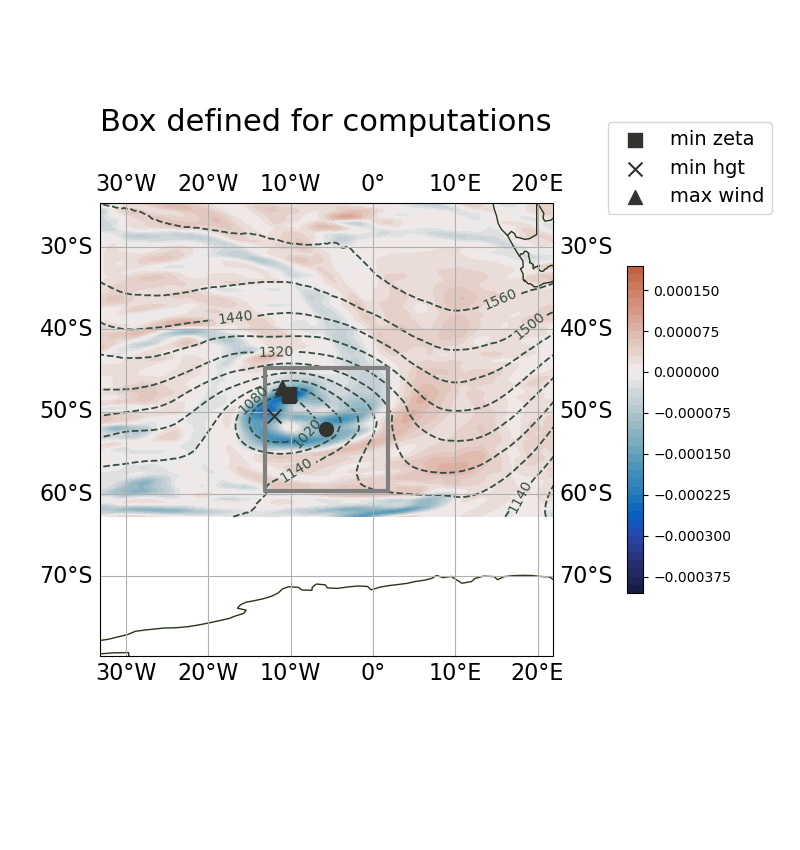 Box defined for computations
min zeta
min hgt
max wind
30°W 20°W 10°W 0° 10°E 20°E
30°S 30°S
40°S 40°S
50°S 50°S
60°S 60°S
70°S 70°S
30°W 20°W 10°W 0° 10°E 20°E
1560
1500
1440
1320
1080
1020
1140
1140
0.000150
0.000075
0.000000
−0.000075
−0.000150
−0.000225
−0.000300
−0.000375